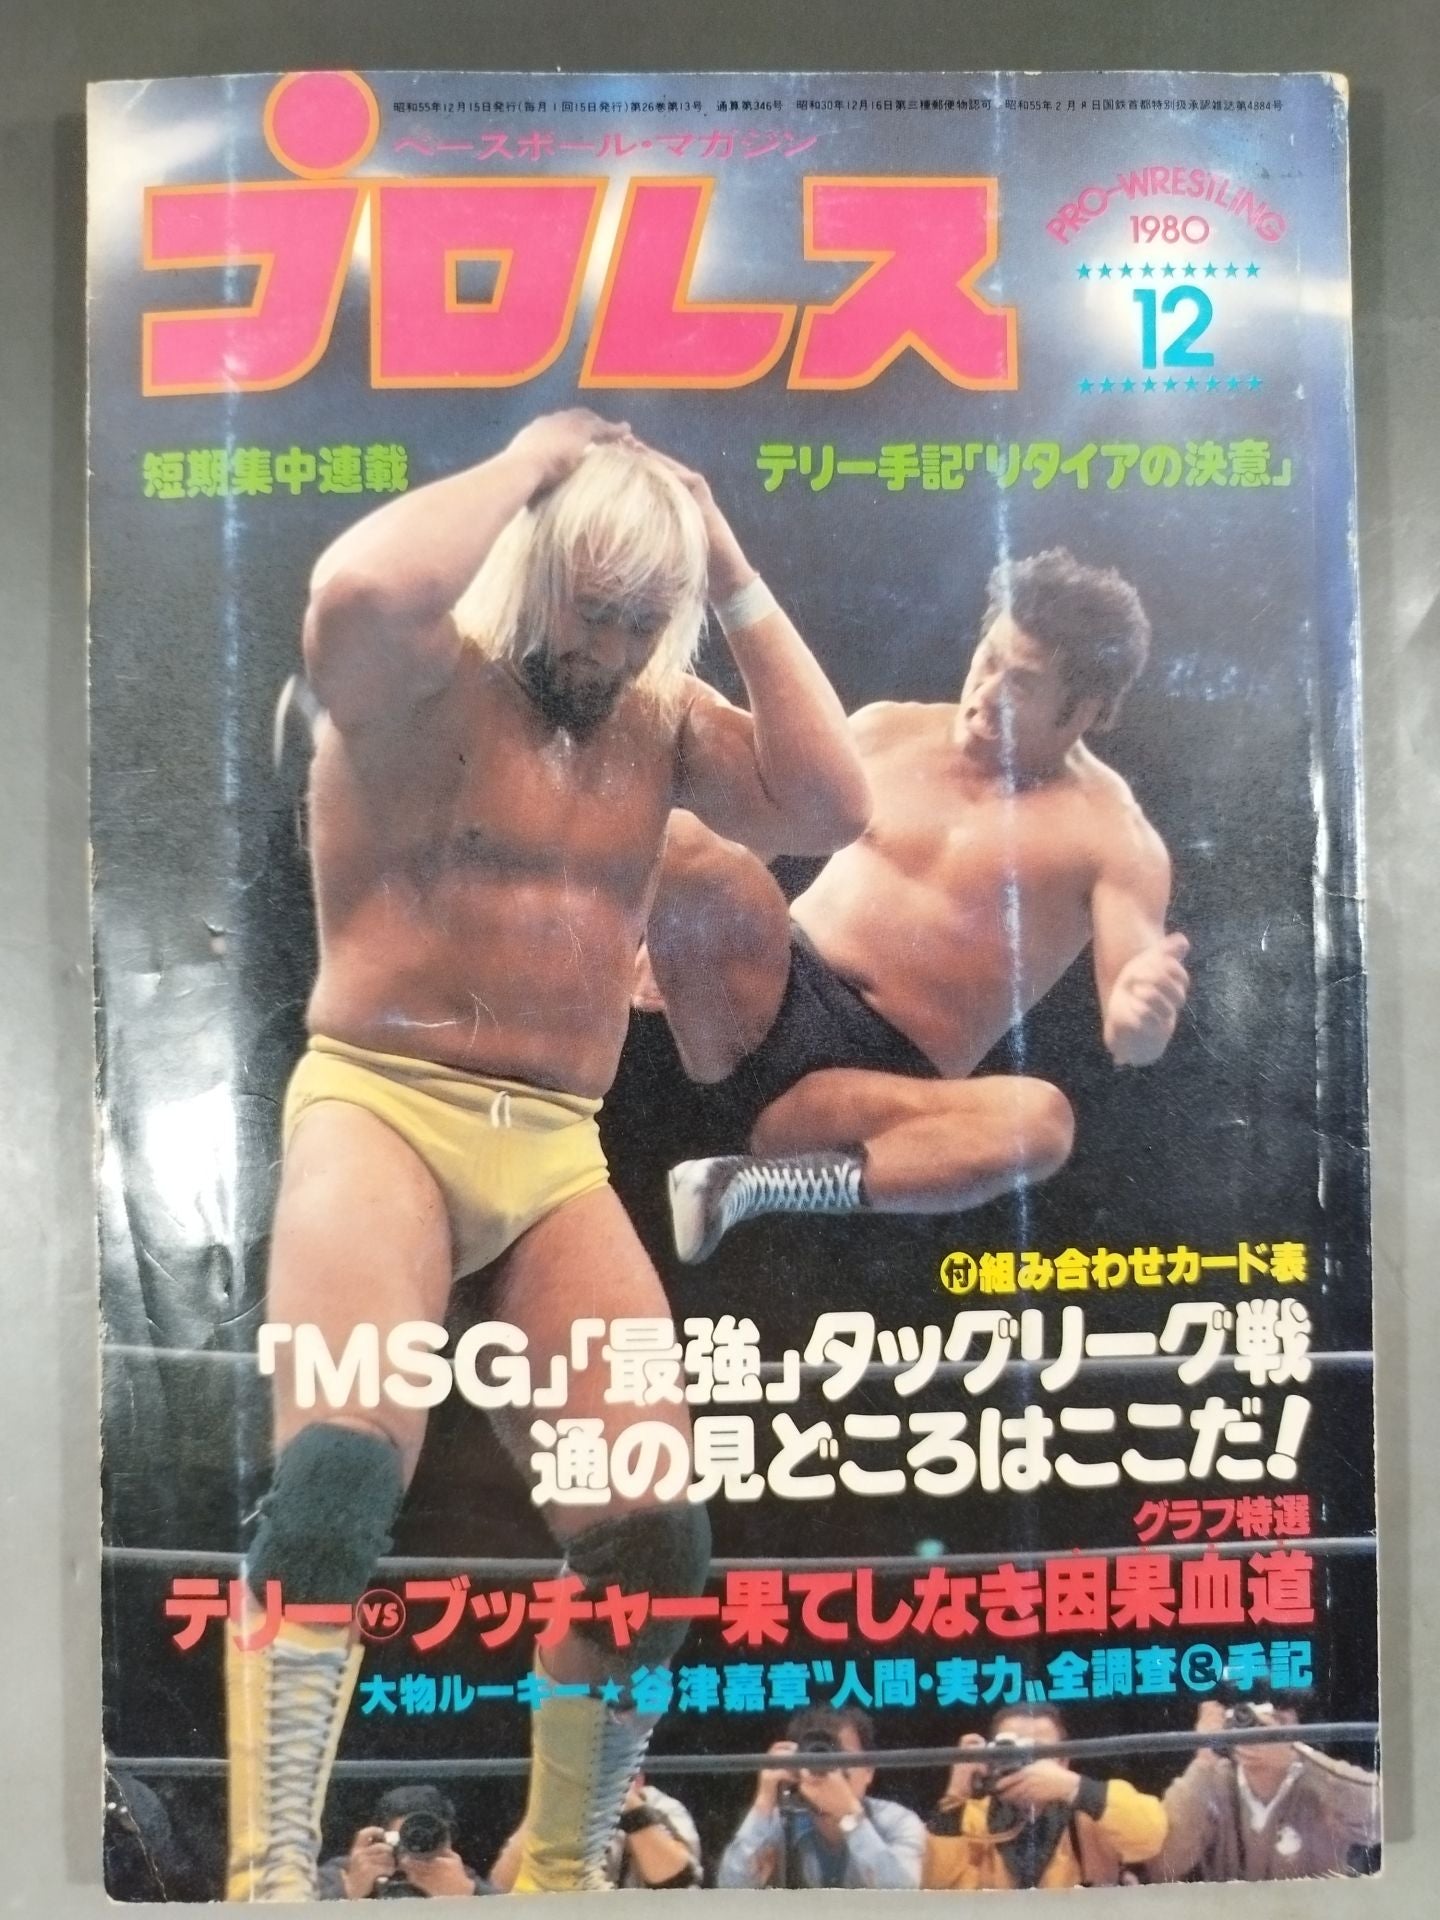 昭和55年12月15日発行(毎月1回15日発行)第26巻第13号 通算第346号 昭和30年12月16日第三種郵便物認可 昭和55年2月8日国鉄首都特別扱承認雑誌第4884号
ベースボール・マガジン
プロレス
PRO-WRESTLING
1980
12
短期集中連載 テリー手記「リタイアの決意」
付組み合わせカード表
「MSG」「最強」タッグリーグ戦
通の見どころはここだ!
グラフ特選
テリーVSブッチャー果てしなき因果血道
大物ルーキー★谷津嘉章〝人間・実力〟全調査&手記